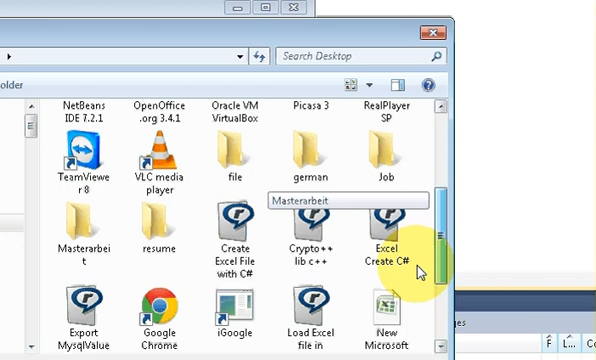 Search Desktop
older
NetBeans
IDE 7.2.1
OpenOffice
.org 3.4.1
Oracle VM
VirtualBox
Picasa 3
RealPlayer
SP
TeamViewer
8
VLC media
player
file
german
Job
Masterarbeit
Masterarbei
t
resume
Create
Excel File
with C#
Crypto++
lib c++
Excel
Create C#
Export
MysqlValue
Google
Chrome
iGoogle
Load Excel
file in
New
Microsoft
ges
F
L...
Co